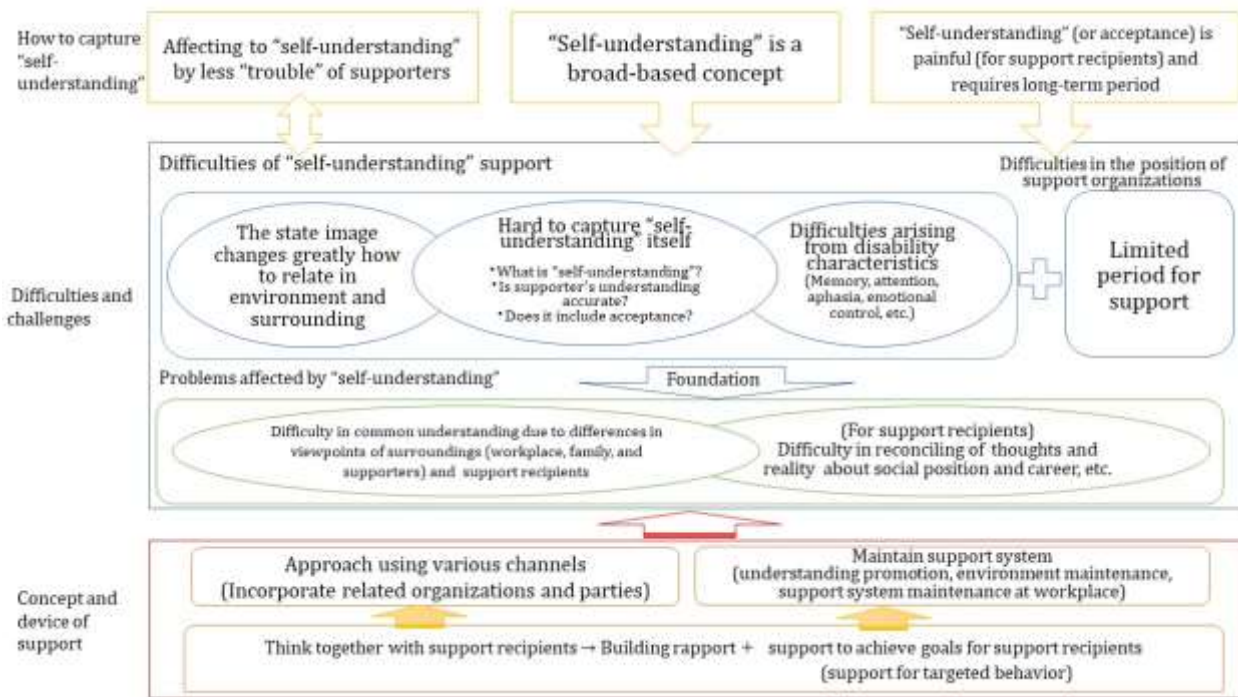 How to capture
"self-
understanding"
Affecting to "self-understanding"
by less "trouble" of supporters
"Self-understanding" is a
broad-based concept
"Self-understanding" (or acceptance) is
painful (for support recipients) and
requires long-term period
Difficulties and
challenges
Difficulties of "self-understanding" support
Difficulties in the position of
support organizations
The state image
changes greatly how
to relate in
environment and
surrounding
Hard to capture "self-
understanding" itself
• What is "self-understanding"?
• Is supporter's understanding
accurate?
• Does it include acceptance?
Difficulties arising
from disability
characteristics
(Memory, attention,
aphasia, emotional
control, etc.)
Limited
period for
support
Problems affected by "self-understanding"
Foundation
Difficulty in common understanding due to differences in
viewpoints of surroundings (workplace, family, and
supporters) and support recipients
(For support recipients)
Difficulty in reconciling of thoughts and
reality about social position and career, etc.
Concept and
device of
support
Approach using various channels
(Incorporate related organizations and parties)
Maintain support system
(understanding promotion, environment maintenance,
support system maintenance at workplace)
Think together with support recipients → Building rapport + support to achieve goals for support recipients
(support for targeted behavior)